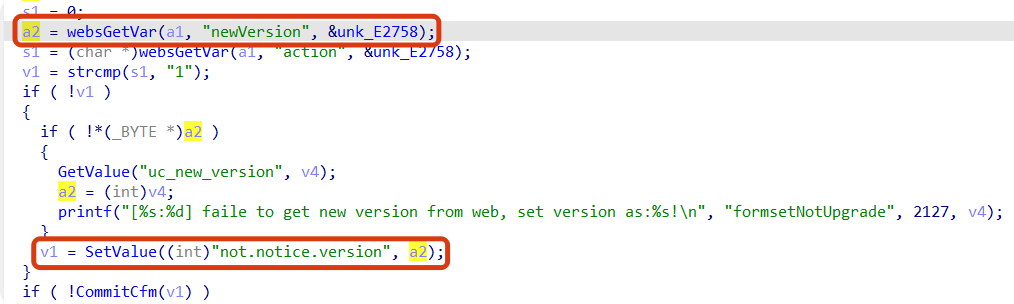 s1 = 0;
a2 = websGetVar(a1, "newVersion", &unk_E2758);
s1 = (char *)websGetVar(a1, "action", &unk_E2758);
v1 = strcmp(s1, "1");
if ( !v1 )
{
if ( !*(_BYTE *)a2 )
{
GetValue("uc_new_version", v4);
a2 = (int)v4;
printf("[%s:%d] faile to get new version from web, set version as:%s!\n", "formsetNotUpgrade", 2127, v4);
}
v1 = SetValue((int)"not.notice.version", a2);
}
if ( !CommitCfm(v1) )